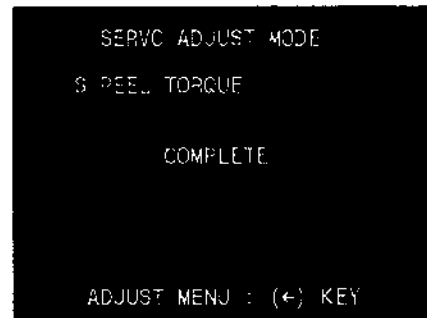 SERVO ADJUST MODE
S REEL TORQUE
COMPLETE
ADJUST MENU : (←) KEY